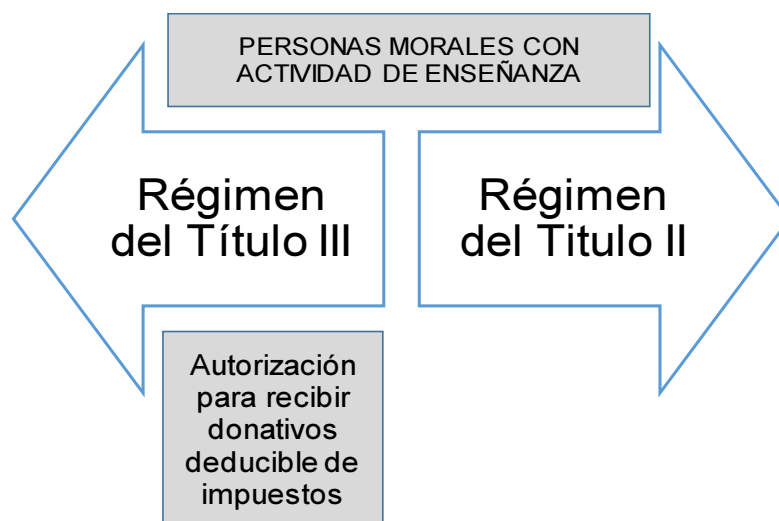 PERSONAS MORALES CON
ACTIVIDAD DE ENSEÑANZA
Régimen
del Título III
Régimen
del Titulo II
Autorización
para recibir
donativos
deducible de
impuestos